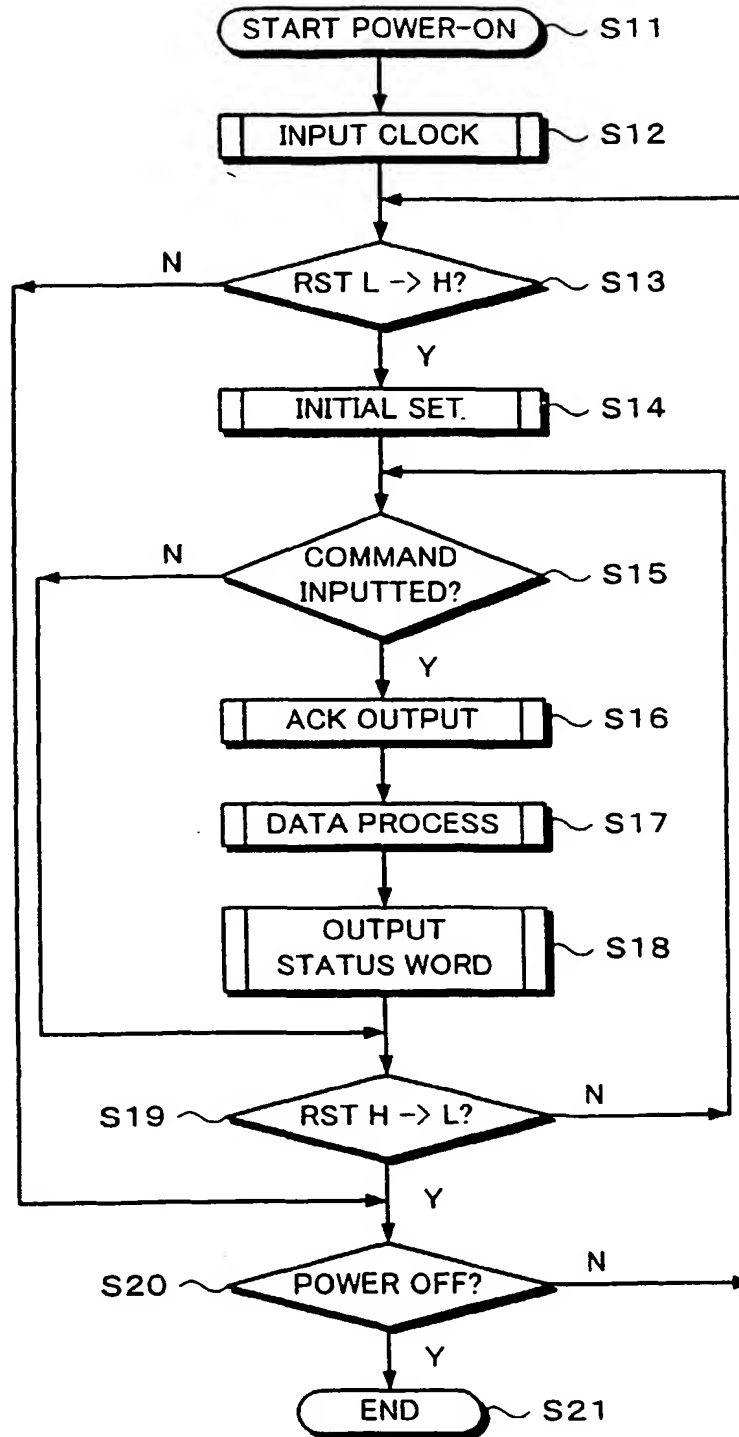 START POWER-ON S11
INPUT CLOCK S12
N RST L -> H? S13
Y
INITIAL SET. S14
N COMMAND S15
INPUTTED?
Y
ACK OUTPUT S16
DATA PROCESS S17
OUTPUT
STATUS WORD S18
S19 RST H -> L? N
Y
S20 POWER OFF? N
Y
END S21